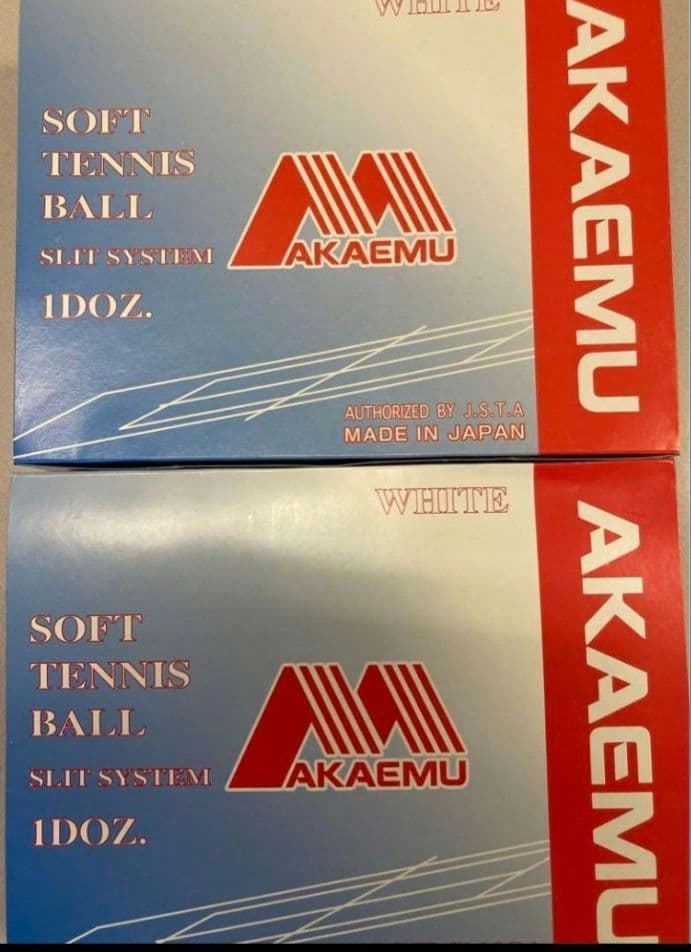 WHITE
SOFT
TENNIS
BALL
SLIT SYSTEM
1DOZ.
AKAEMU
AUTHORIZED BY J.S.T.A
MADE IN JAPAN
AKAEMU
WHITE
SOFT
TENNIS
BALL
SLIT SYSTEM
1DOZ.
AKAEMU
AKAEMU